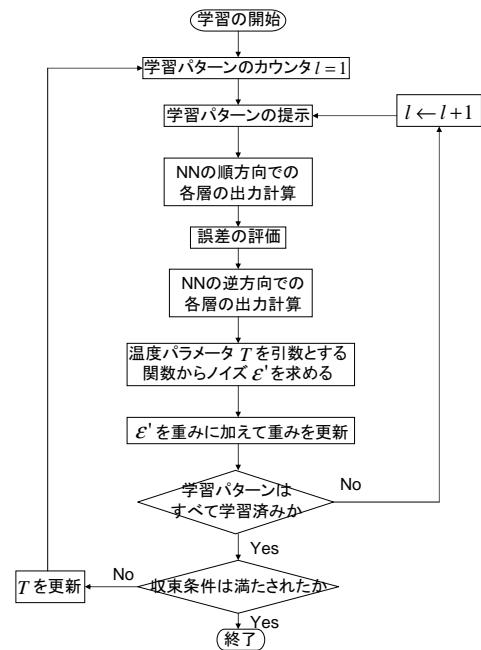 学習の開始
学習パターンのカウンタ l = 1
学習パターンの提示
l ← l + 1
NNの順方向での
各層の出力計算
誤差の評価
NNの逆方向での
各層の出力計算
温度パラメータ T を引数とする
関数からノイズ ε' を求める
ε' を重みに加えて重みを更新
学習パターンは
すべて学習済みか
No
Yes
収束条件は満たされたか
No
T を更新
Yes
終了